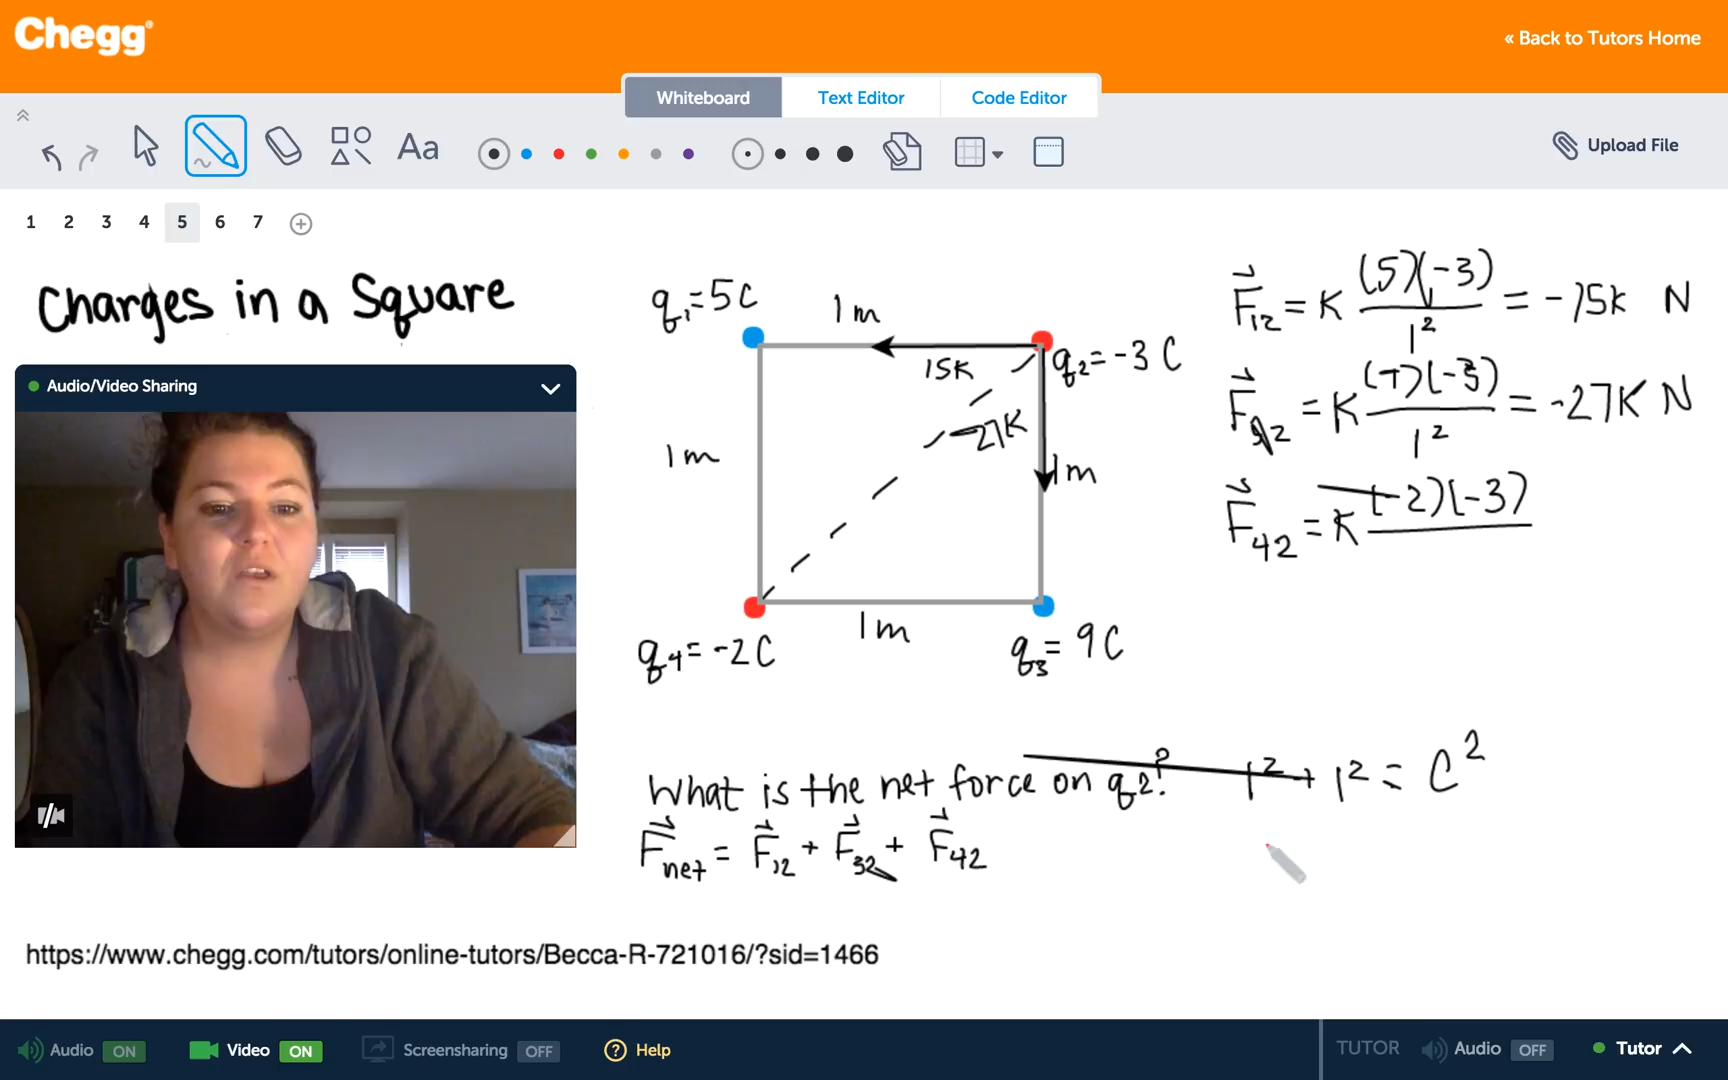 Chegg
« Back to Tutors Home
Whiteboard
Text Editor
Code Editor
Aa
Upload File
1 2 3 4 5 6 7
Charges in a Square
Audio/Video Sharing
q₁=5C
1m
q₂=-3 C
15K
27K
1m
1m
1m
q₄=-2C
q₃=9C
F₁₂ = K (5)(-3) / 1² = -15K N
= K (-3) / 1² = -27K N
F₄₂ = K (-2)(-3)
What is the net force on q2?
1² + 1² = C²
F net = F₁₂ + F₃₂ + F₄₂
https://www.chegg.com/tutors/online-tutors/Becca-R-721016/?sid=1466
Audio ON
Video ON
Screensharing OFF
? Help
TUTOR
Audio OFF
Tutor